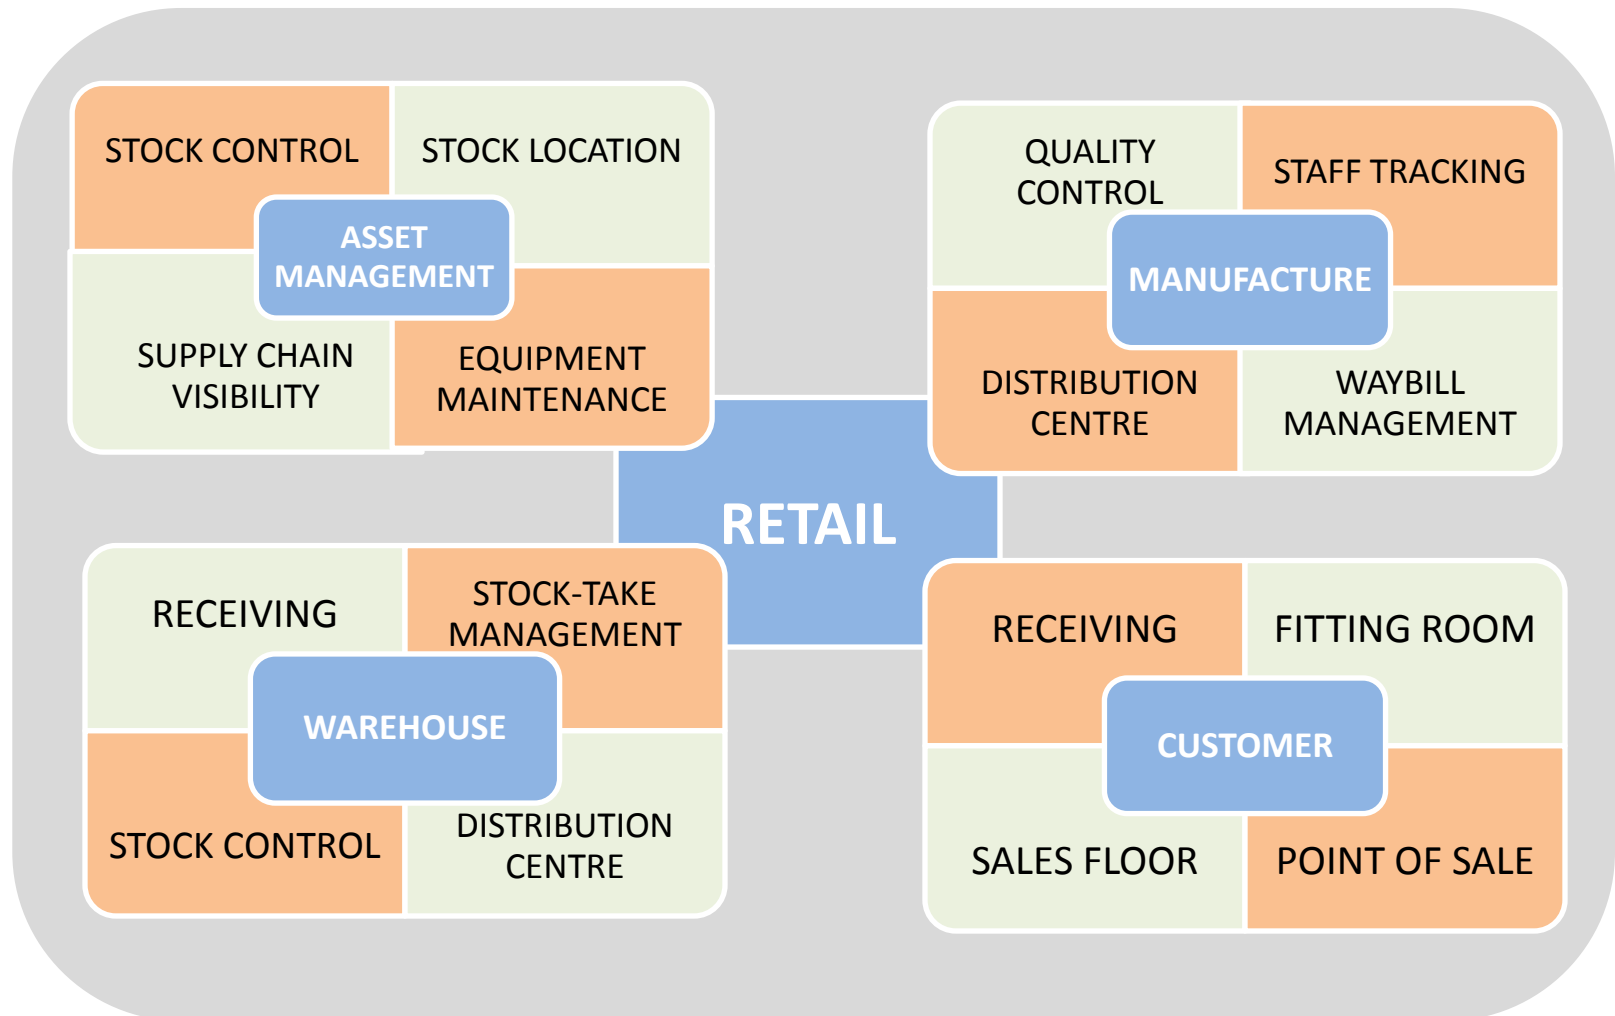 STOCK CONTROL
STOCK LOCATION
ASSET
MANAGEMENT
SUPPLY CHAIN
VISIBILITY
EQUIPMENT
MAINTENANCE
QUALITY
CONTROL
STAFF TRACKING
MANUFACTURE
DISTRIBUTION
CENTRE
WAYBILL
MANAGEMENT
RETAIL
RECEIVING
STOCK-TAKE
MANAGEMENT
WAREHOUSE
STOCK CONTROL
DISTRIBUTION
CENTRE
RECEIVING
FITTING ROOM
CUSTOMER
SALES FLOOR
POINT OF SALE